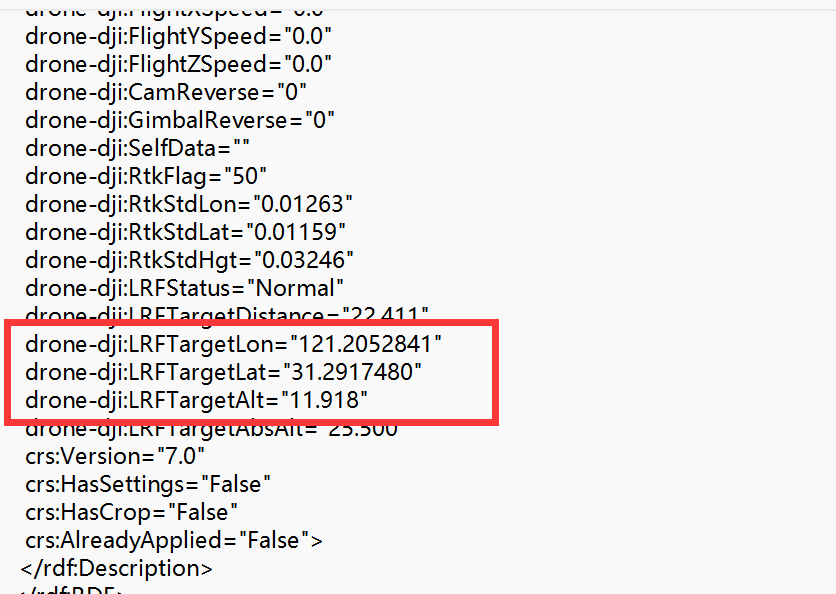 drone-dji:FlightXSpeed="0.0"
drone-dji:FlightYSpeed="0.0"
drone-dji:FlightZSpeed="0.0"
drone-dji:CamReverse="0"
drone-dji:GimbalReverse="0"
drone-dji:SelfData=""
drone-dji:RtkFlag="50"
drone-dji:RtkStdLon="0.01263"
drone-dji:RtkStdLat="0.01159"
drone-dji:RtkStdHgt="0.03246"
drone-dji:LRFStatus="Normal"
drone-dji:LRFTargetDistance="22.411"
drone-dji:LRFTargetLon="121.2052841"
drone-dji:LRFTargetLat="31.2917480"
drone-dji:LRFTargetAlt="11.918"
drone-dji:LRFTargetAbsAlt="25.500"
crs:Version="7.0"
crs:HasSettings="False"
crs:HasCrop="False"
crs:AlreadyApplied="False">
</rdf:Description>
</rdf:RDF>